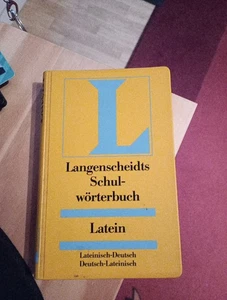 L
Langenscheidts
Schul-
wörterbuch
Latein
Lateinisch-Deutsch
Deutsch-Lateinisch